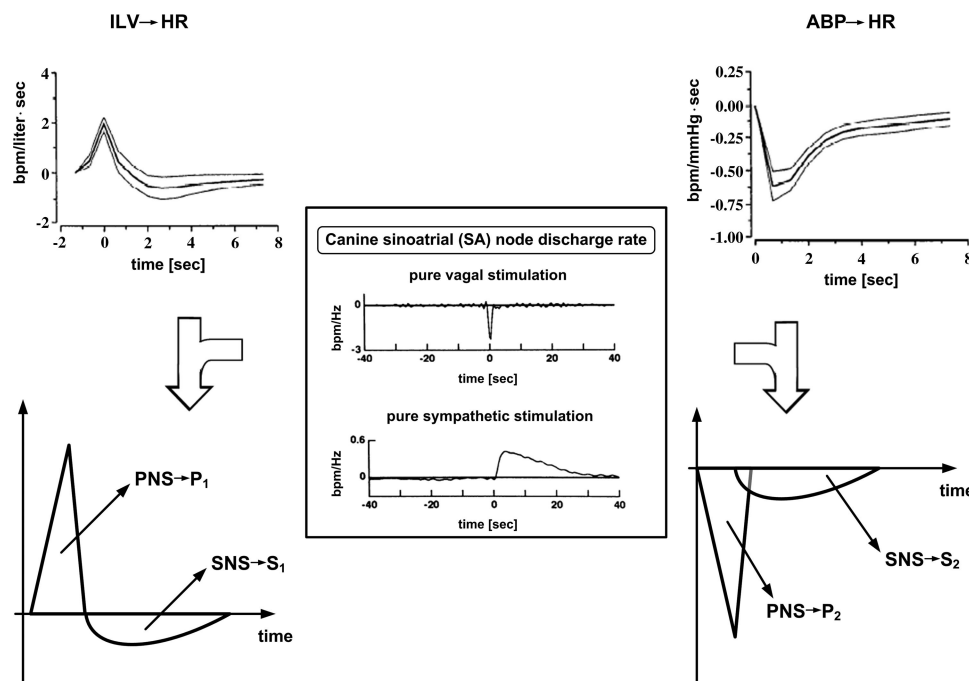 ILV→HR
bpm/liter·sec
4
2
0
-2
-2 0 2 4 6 8
time [sec]
ABP→HR
bpm/mmHg·sec
0.25
0.00
-0.25
-0.50
-0.75
-1.00
0 2 4 6 8
time [sec]
Canine sinoatrial (SA) node discharge rate
pure vagal stimulation
bpm/Hz
0
-3
-40 -20 0 20 40
time [sec]
pure sympathetic stimulation
bpm/Hz
0.6
0
-40 -20 0 20 40
time [sec]
PNS→P₁
SNS→S₁
time
time
SNS→S₂
PNS→P₂